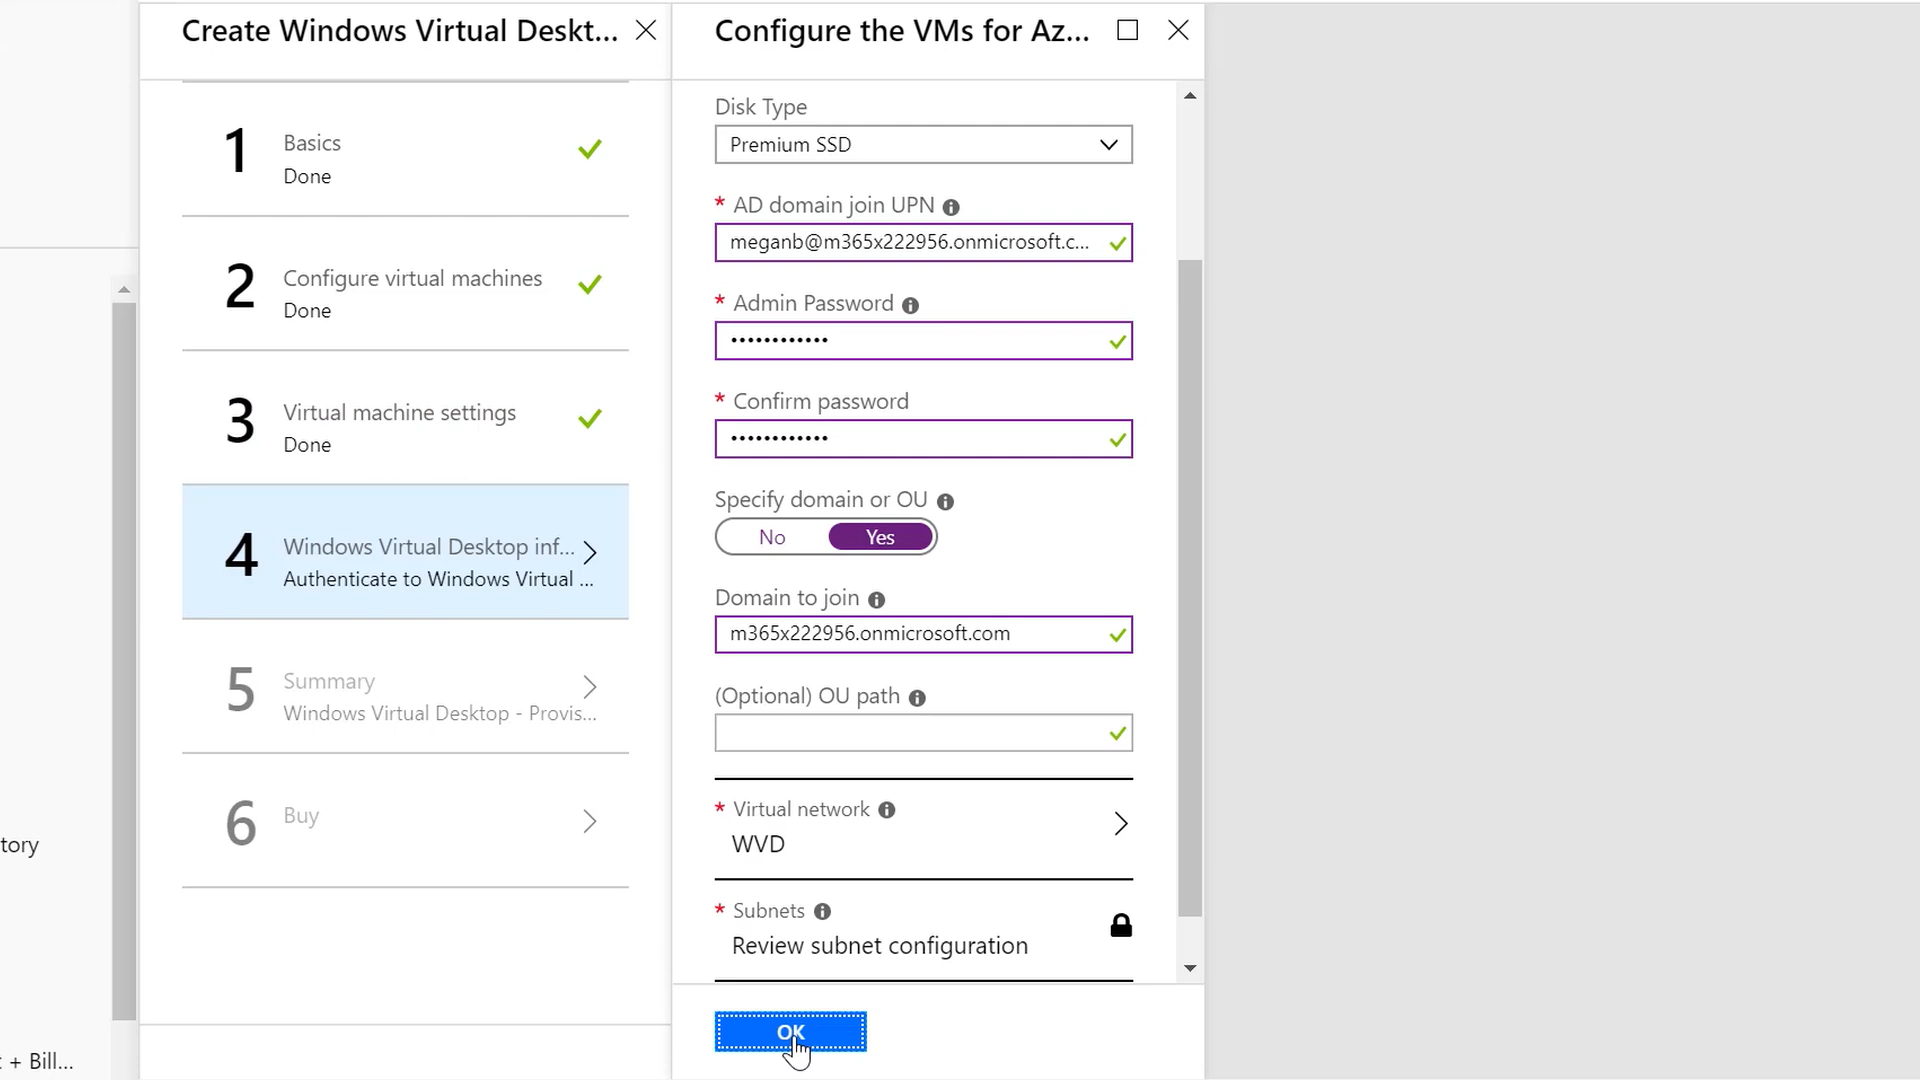 Create Windows Virtual Deskt...
1
Basics
Done
2
Configure virtual machines
Done
3
Virtual machine settings
Done
4
Windows Virtual Desktop inf...
Authenticate to Windows Virtual ...
5
Summary
Windows Virtual Desktop - Provis...
6
Buy
tory
+ Bill...
Configure the VMs for Az...
Disk Type
Premium SSD
* AD domain join UPN
meganb@m365x222956.onmicrosoft.c...
* Admin Password
••••••••••••
* Confirm password
••••••••••••
Specify domain or OU
No Yes
Domain to join
m365x222956.onmicrosoft.com
(Optional) OU path
* Virtual network
WVD
* Subnets
Review subnet configuration
OK